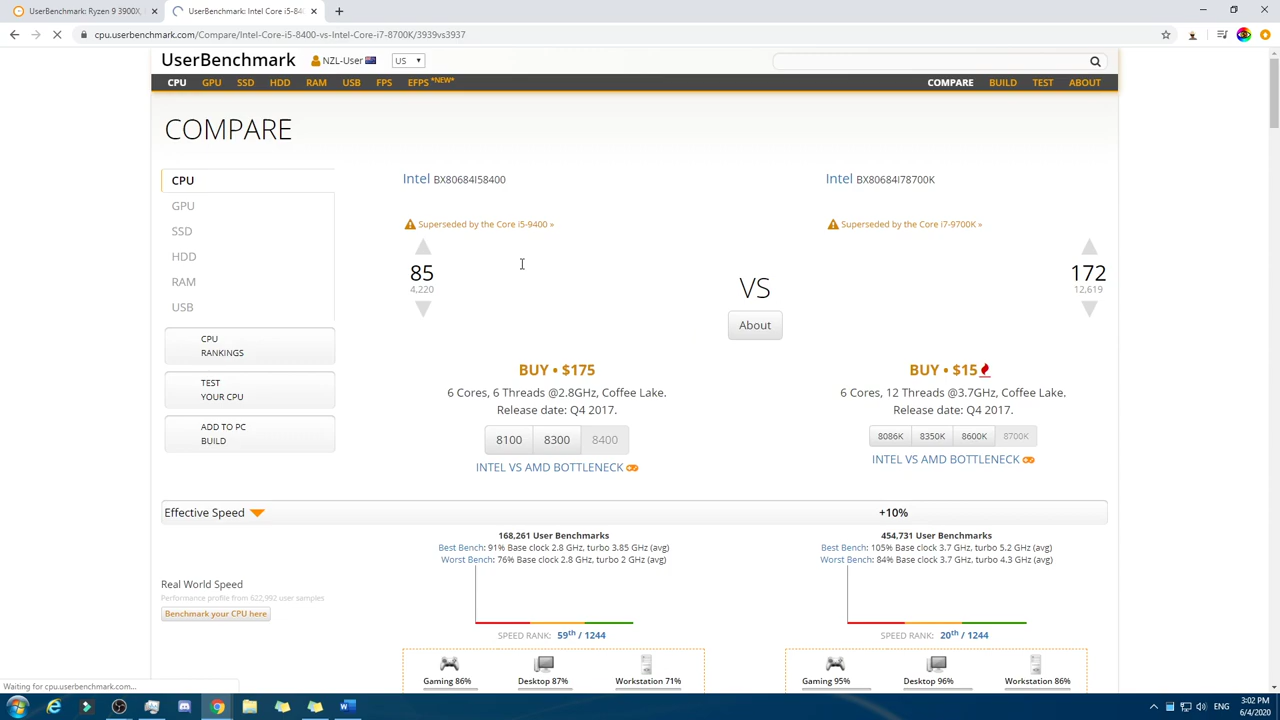 UserBenchmark: Ryzen 9 3900X,
UserBenchmark: Intel Core i5-84
cpu.userbenchmark.com/Compare/Intel-Core-i5-8400-vs-Intel-Core-i7-8700K/3939vs3937
UserBenchmark NZL-User US
CPU GPU SSD HDD RAM USB FPS EFPS *NEW* COMPARE BUILD TEST ABOUT
COMPARE
CPU
GPU
SSD
HDD
RAM
USB
CPU
RANKINGS
TEST
YOUR CPU
ADD TO PC
BUILD
Intel BX80684I58400
Superseded by the Core i5-9400 »
85
4,220
VS
About
Intel BX80684I78700K
Superseded by the Core i7-9700K »
172
12,619
BUY • $175
6 Cores, 6 Threads @2.8GHz, Coffee Lake.
Release date: Q4 2017.
8100 8300 8400
INTEL VS AMD BOTTLENECK
BUY • $15
6 Cores, 12 Threads @3.7GHz, Coffee Lake.
Release date: Q4 2017.
8086K 8350K 8600K 8700K
INTEL VS AMD BOTTLENECK
Effective Speed +10%
168,261 User Benchmarks
Best Bench: 91% Base clock 2.8 GHz, turbo 3.85 GHz (avg)
Worst Bench: 76% Base clock 2.8 GHz, turbo 2 GHz (avg)
SPEED RANK: 59th / 1244
454,731 User Benchmarks
Best Bench: 105% Base clock 3.7 GHz, turbo 5.2 GHz (avg)
Worst Bench: 84% Base clock 3.7 GHz, turbo 4.3 GHz (avg)
SPEED RANK: 20th / 1244
Real World Speed
Performance profile from 622,992 user samples
Benchmark your CPU here
Gaming 86% Desktop 87% Workstation 71%
Gaming 95% Desktop 96% Workstation 86%
Waiting for cpu.userbenchmark.com...
ENG
3:02 PM
6/4/2020